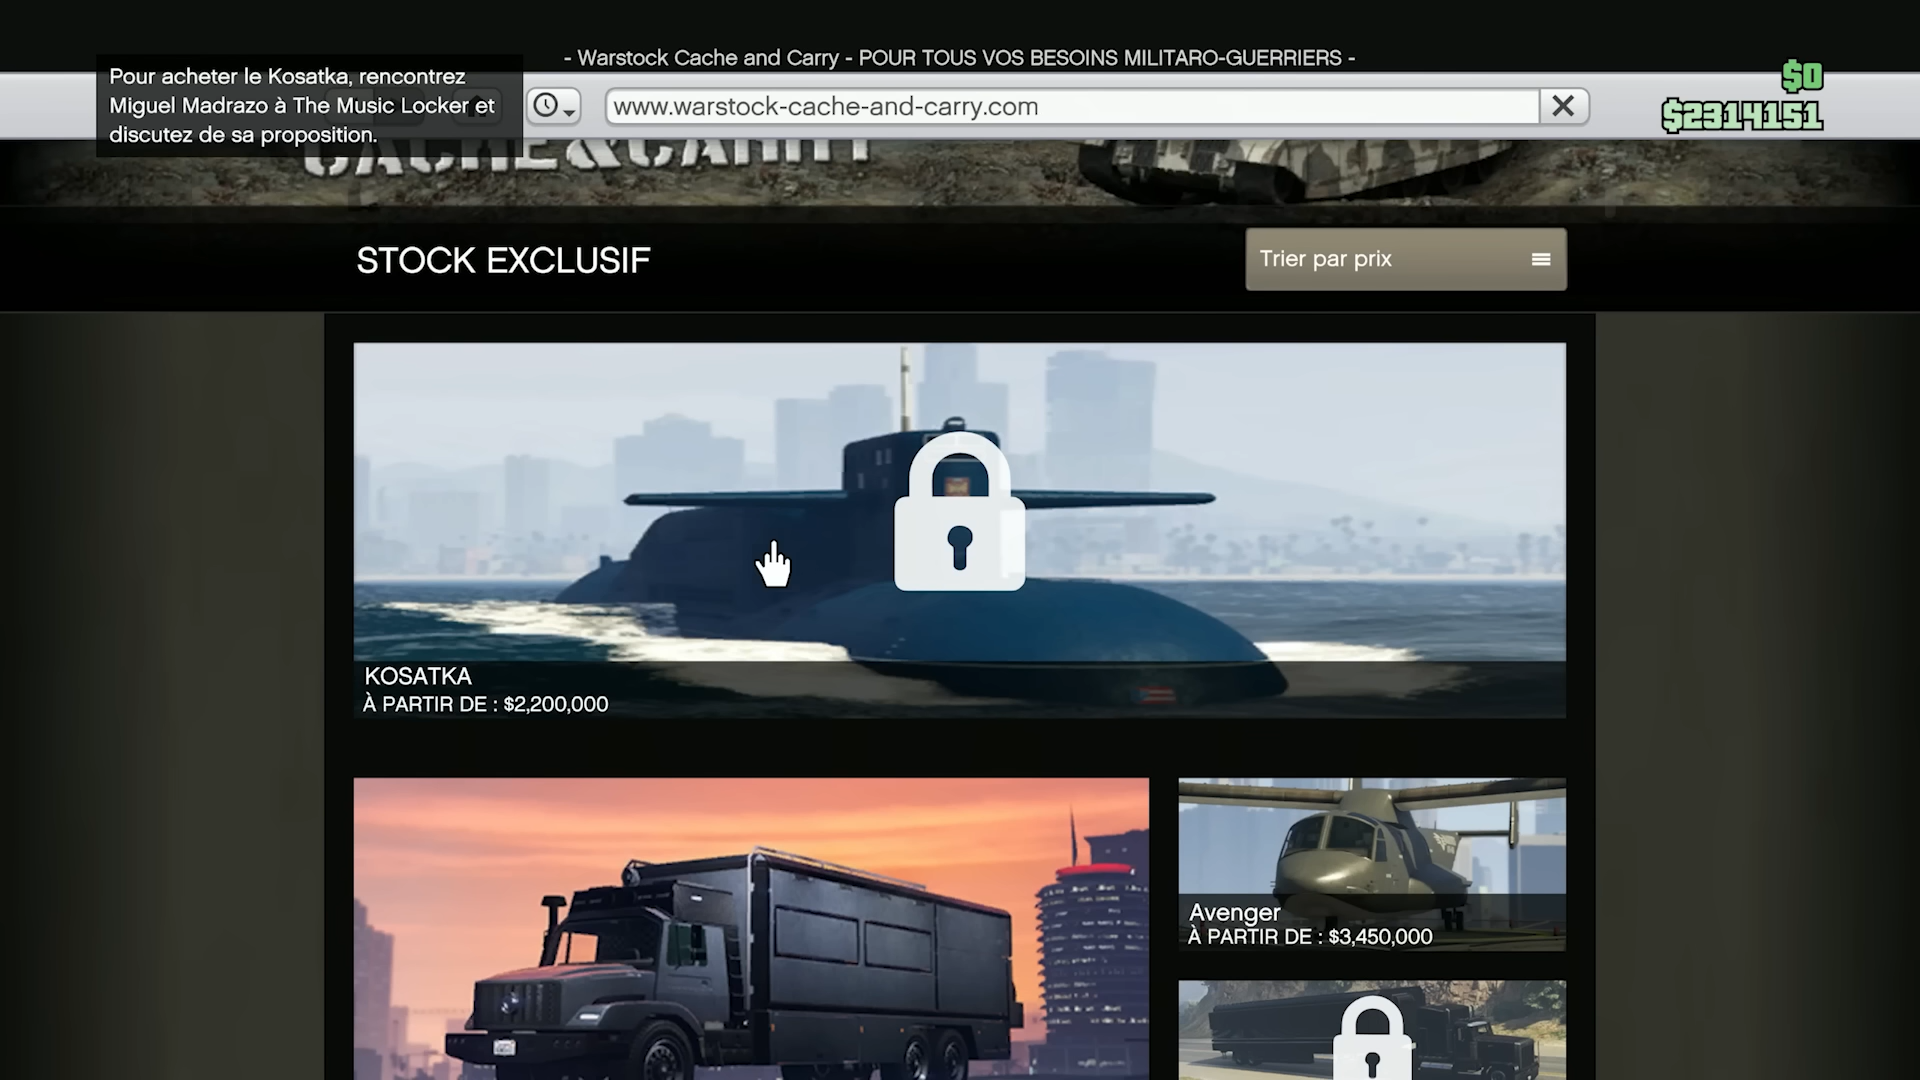 - Warstock Cache and Carry - POUR TOUS VOS BESOINS MILITARO-GUERRIERS -
Pour acheter le Kosatka, rencontrez
Miguel Madrazo à The Music Locker et
discutez de sa proposition.
www.warstock-cache-and-carry.com
$0
$2314151
CACHE&CARRY
STOCK EXCLUSIF
Trier par prix
KOSATKA
À PARTIR DE : $2,200,000
Avenger
À PARTIR DE : $3,450,000